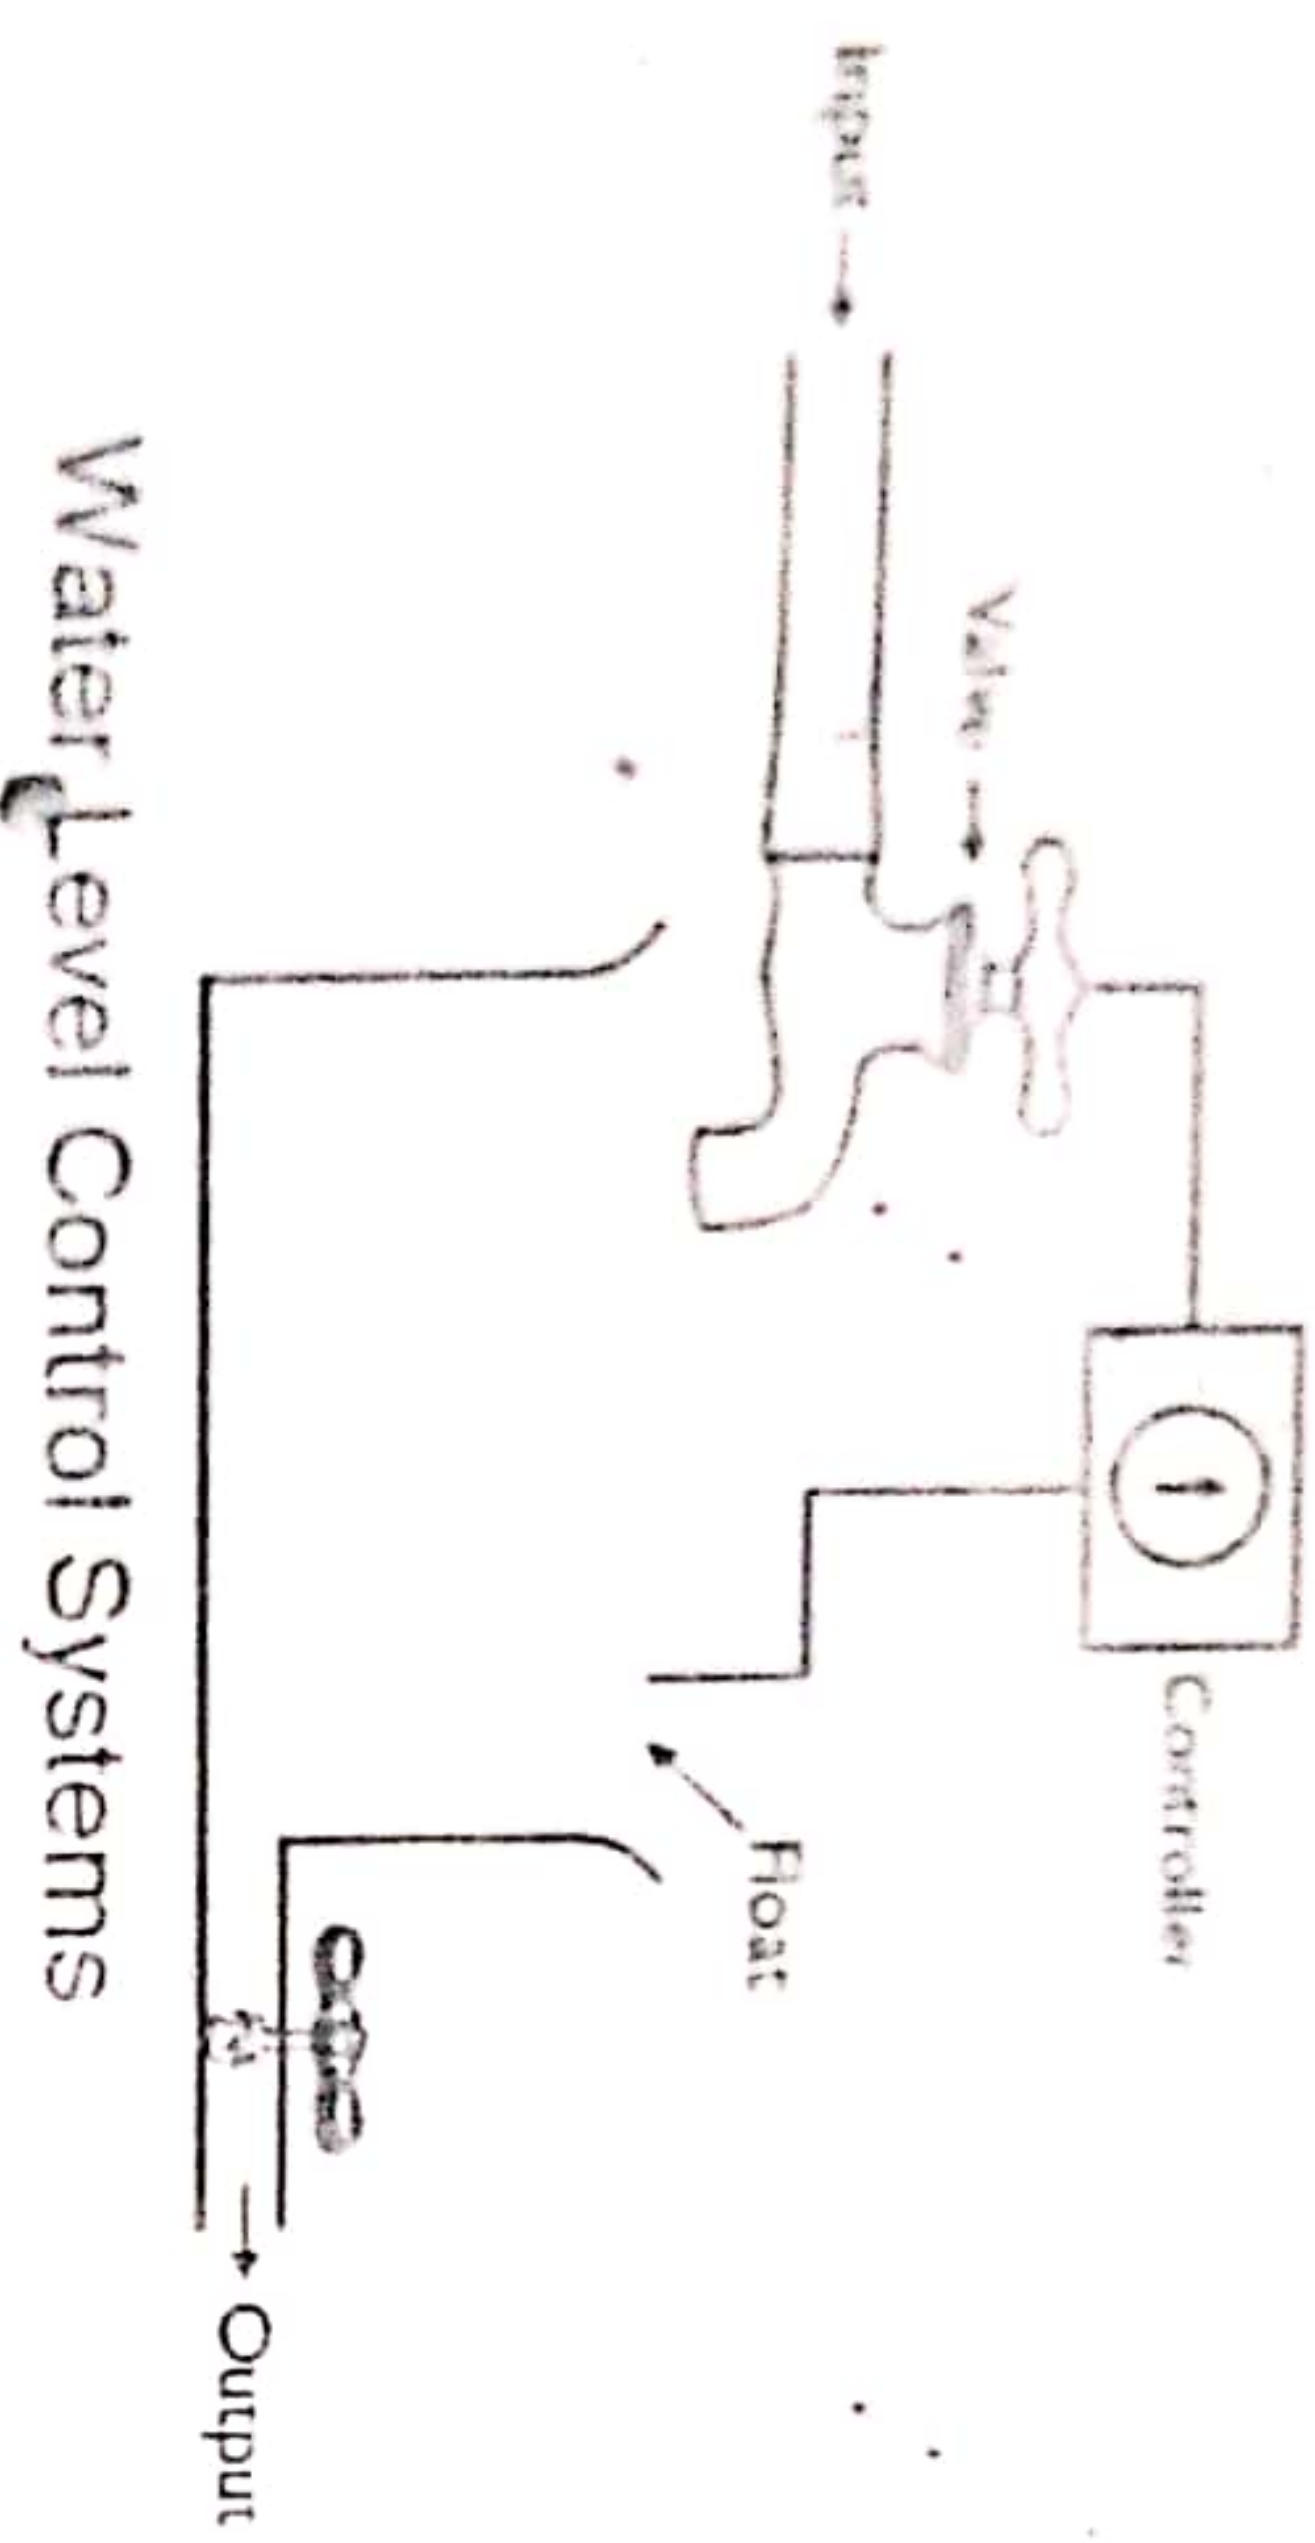 Controller
Valve
Input
Float
Output
Water Level Control Systems